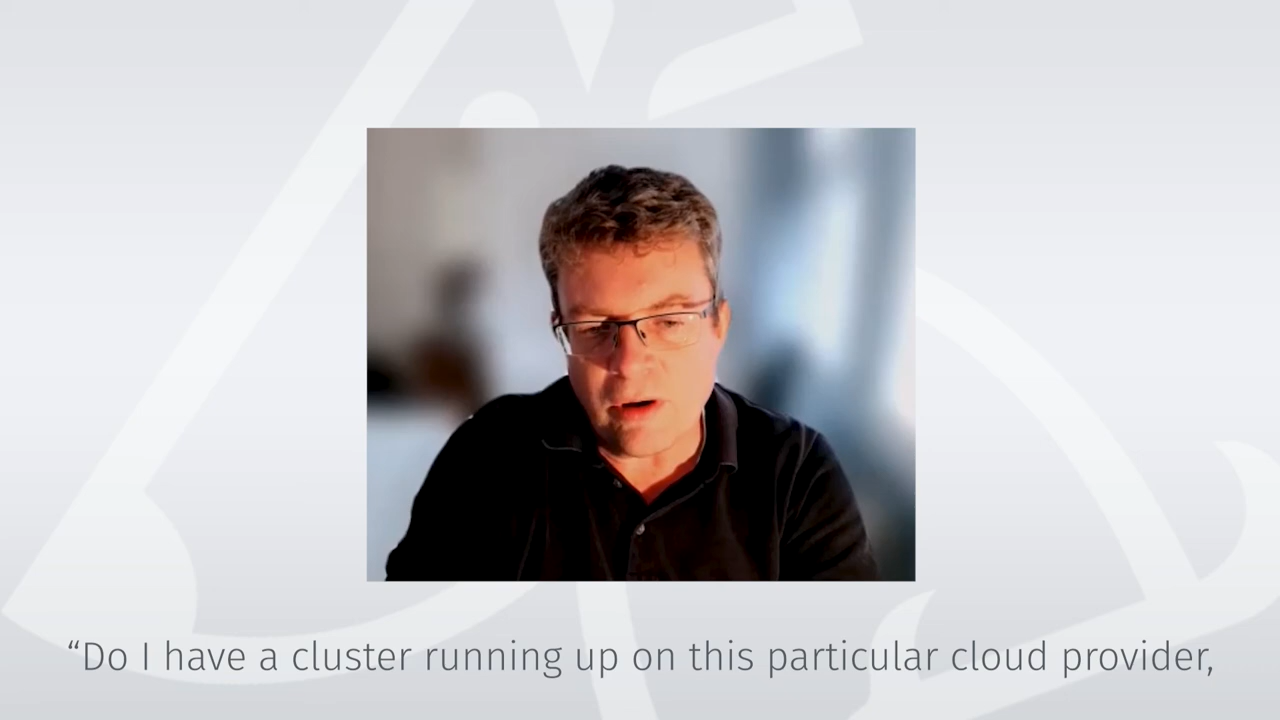 “Do I have a cluster running up on this particular cloud provider,